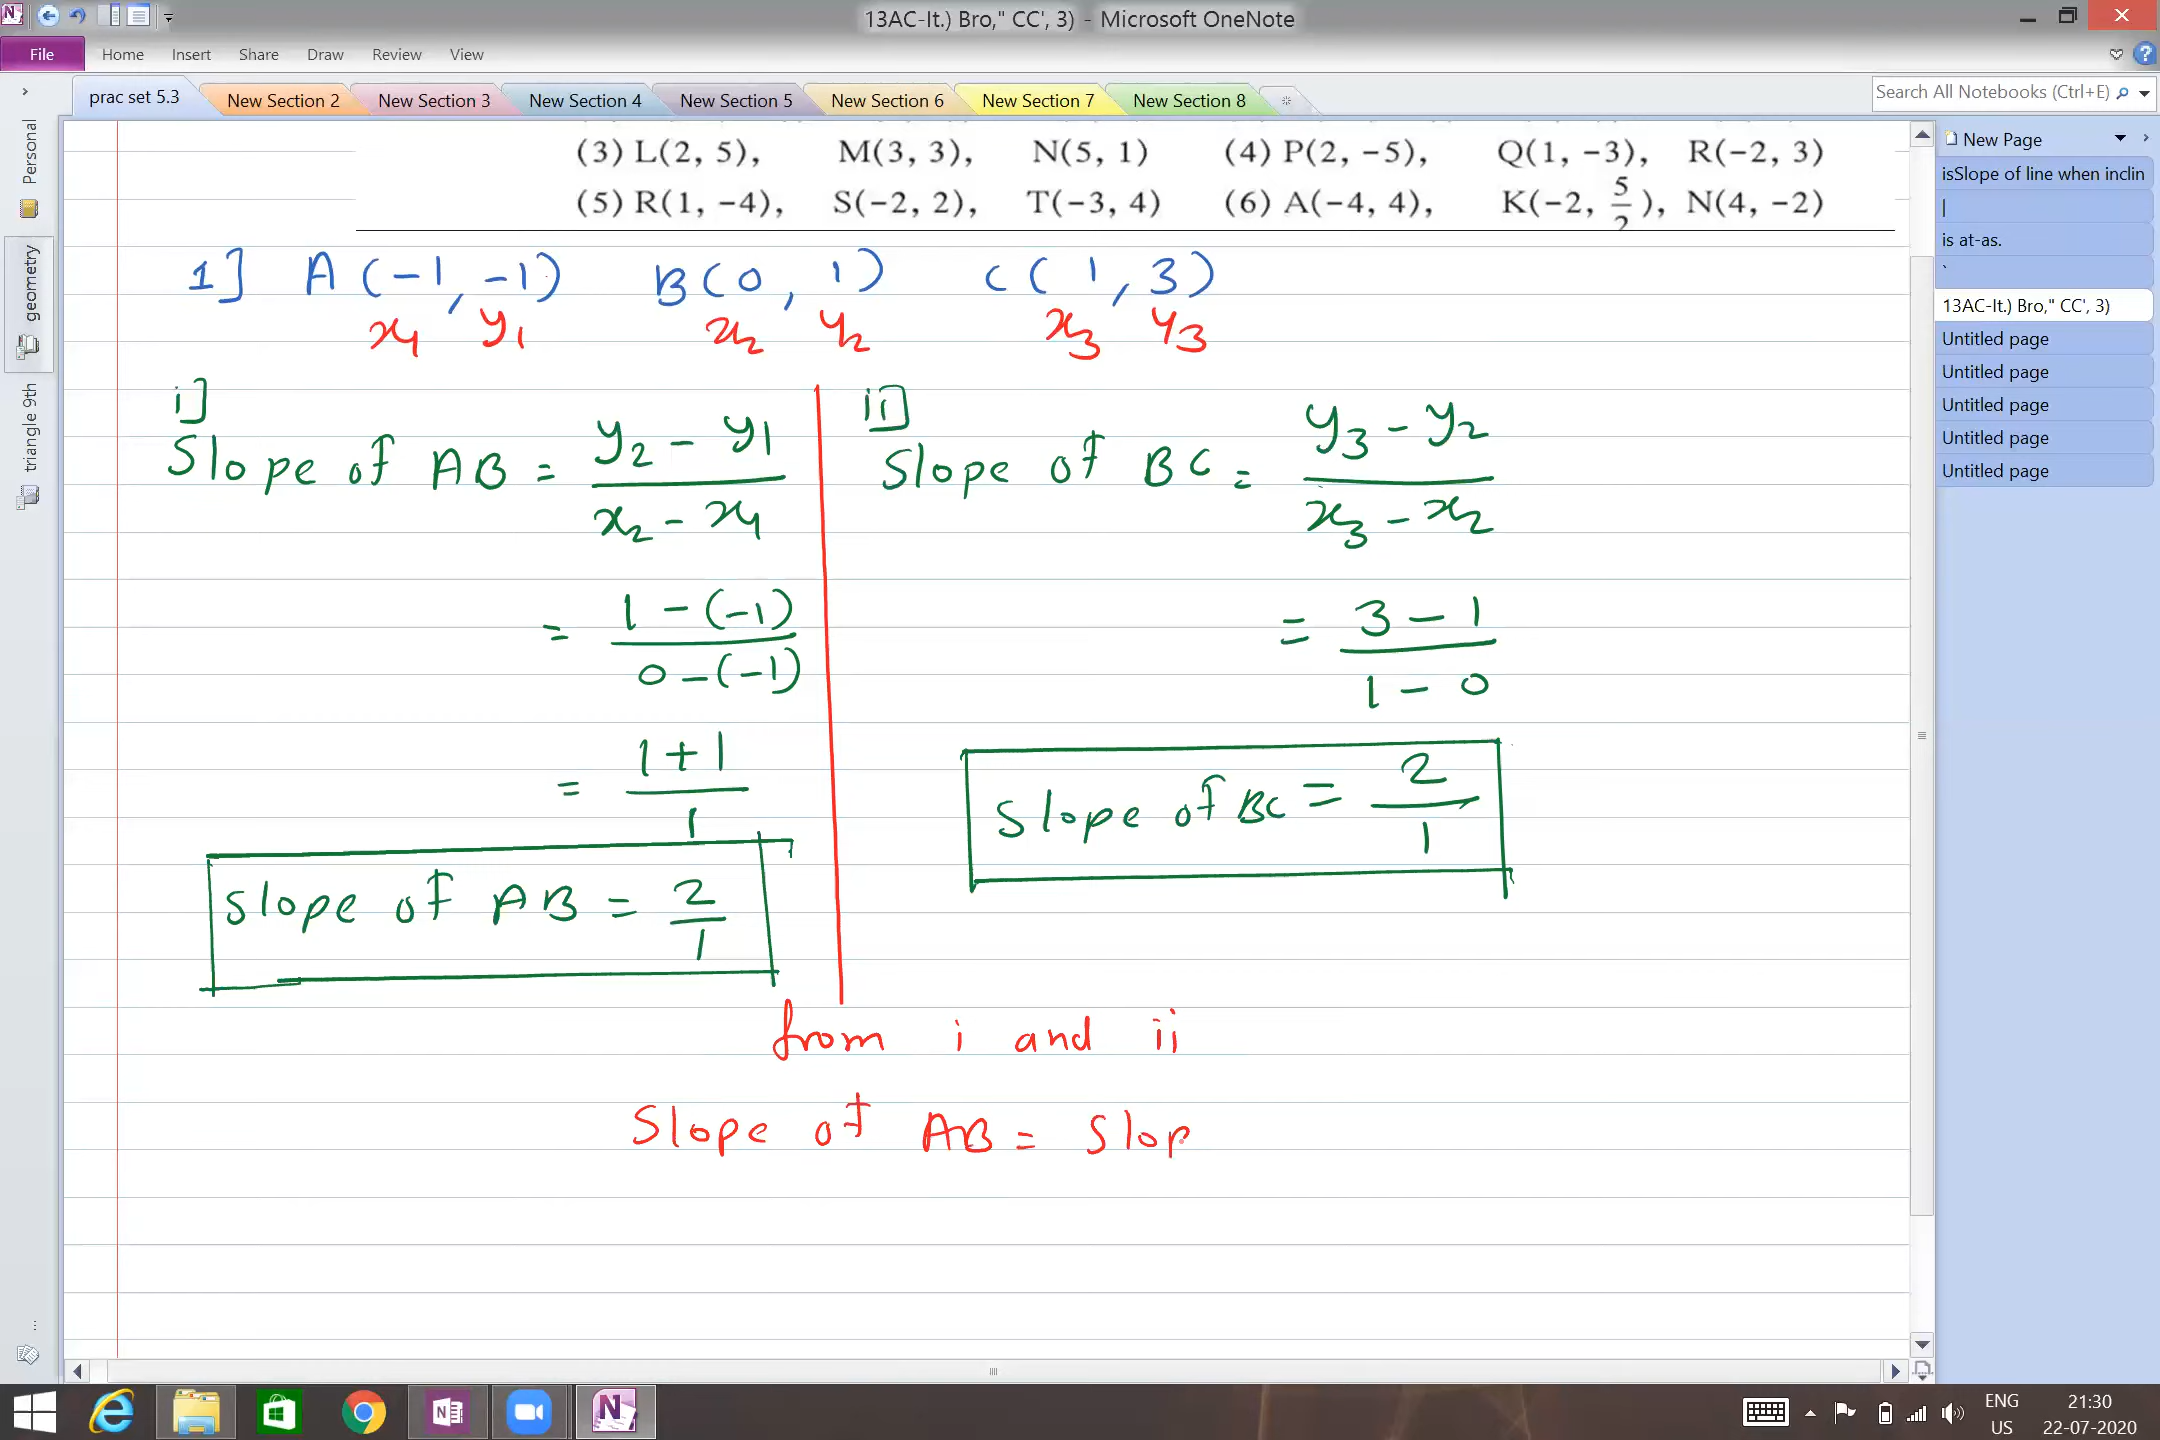 13AC-It.) Bro," CC', 3) - Microsoft OneNote
File Home Insert Share Draw Review View
prac set 5.3 New Section 2 New Section 3 New Section 4 New Section 5 New Section 6 New Section 7 New Section 8
Search All Notebooks (Ctrl+E)
Personal
geometry
triangle 9th
(3) L(2, 5), M(3, 3), N(5, 1) (4) P(2, −5), Q(1, −3), R(−2, 3)
(5) R(1, −4), S(−2, 2), T(−3, 4) (6) A(−4, 4), K(−2, 5/2), N(4, −2)
1] A (-1, -1) B(0, 1) C(1, 3)
x1 y1 x2 y2 x3 y3
i]
Slope of AB = y2 - y1 / x2 - x1
= 1 - (-1) / 0 - (-1)
= 1 + 1 / 1
slope of AB = 2/1
ii]
Slope of BC = y3 - y2 / x3 - x2
= 3 - 1 / 1 - 0
Slope of BC = 2/1
from i and ii
Slope of AB = Slop
New Page
isSlope of line when inclin
is at-as.
13AC-It.) Bro," CC', 3)
Untitled page
Untitled page
Untitled page
Untitled page
Untitled page
ENG
US
21:30
22-07-2020